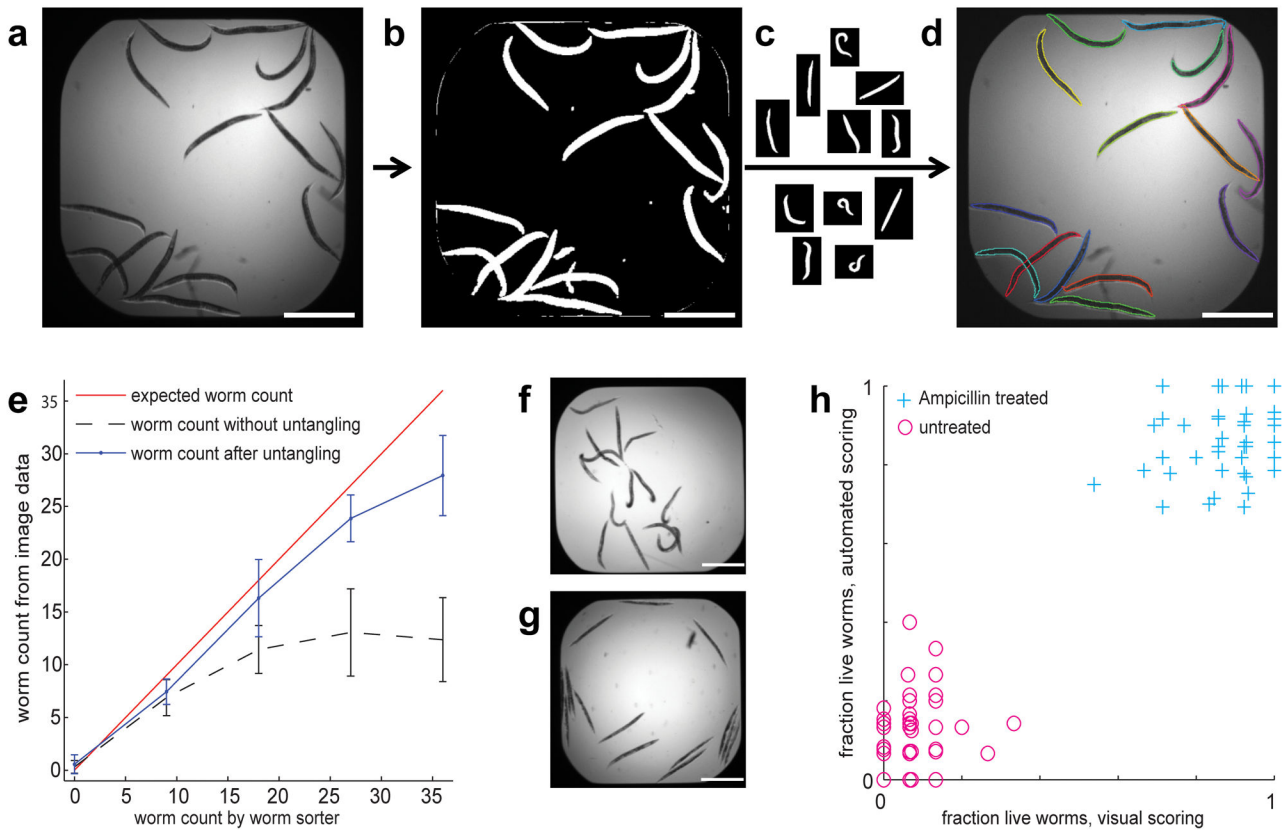 a
b
c
d
e
expected worm count
worm count without untangling
worm count after untangling
worm count from image data
35
30
25
20
15
10
5
0
0 5 10 15 20 25 30 35
worm count by worm sorter
f
g
h
Ampicillin treated
untreated
fraction live worms, automated scoring
1
0
0 1
fraction live worms, visual scoring